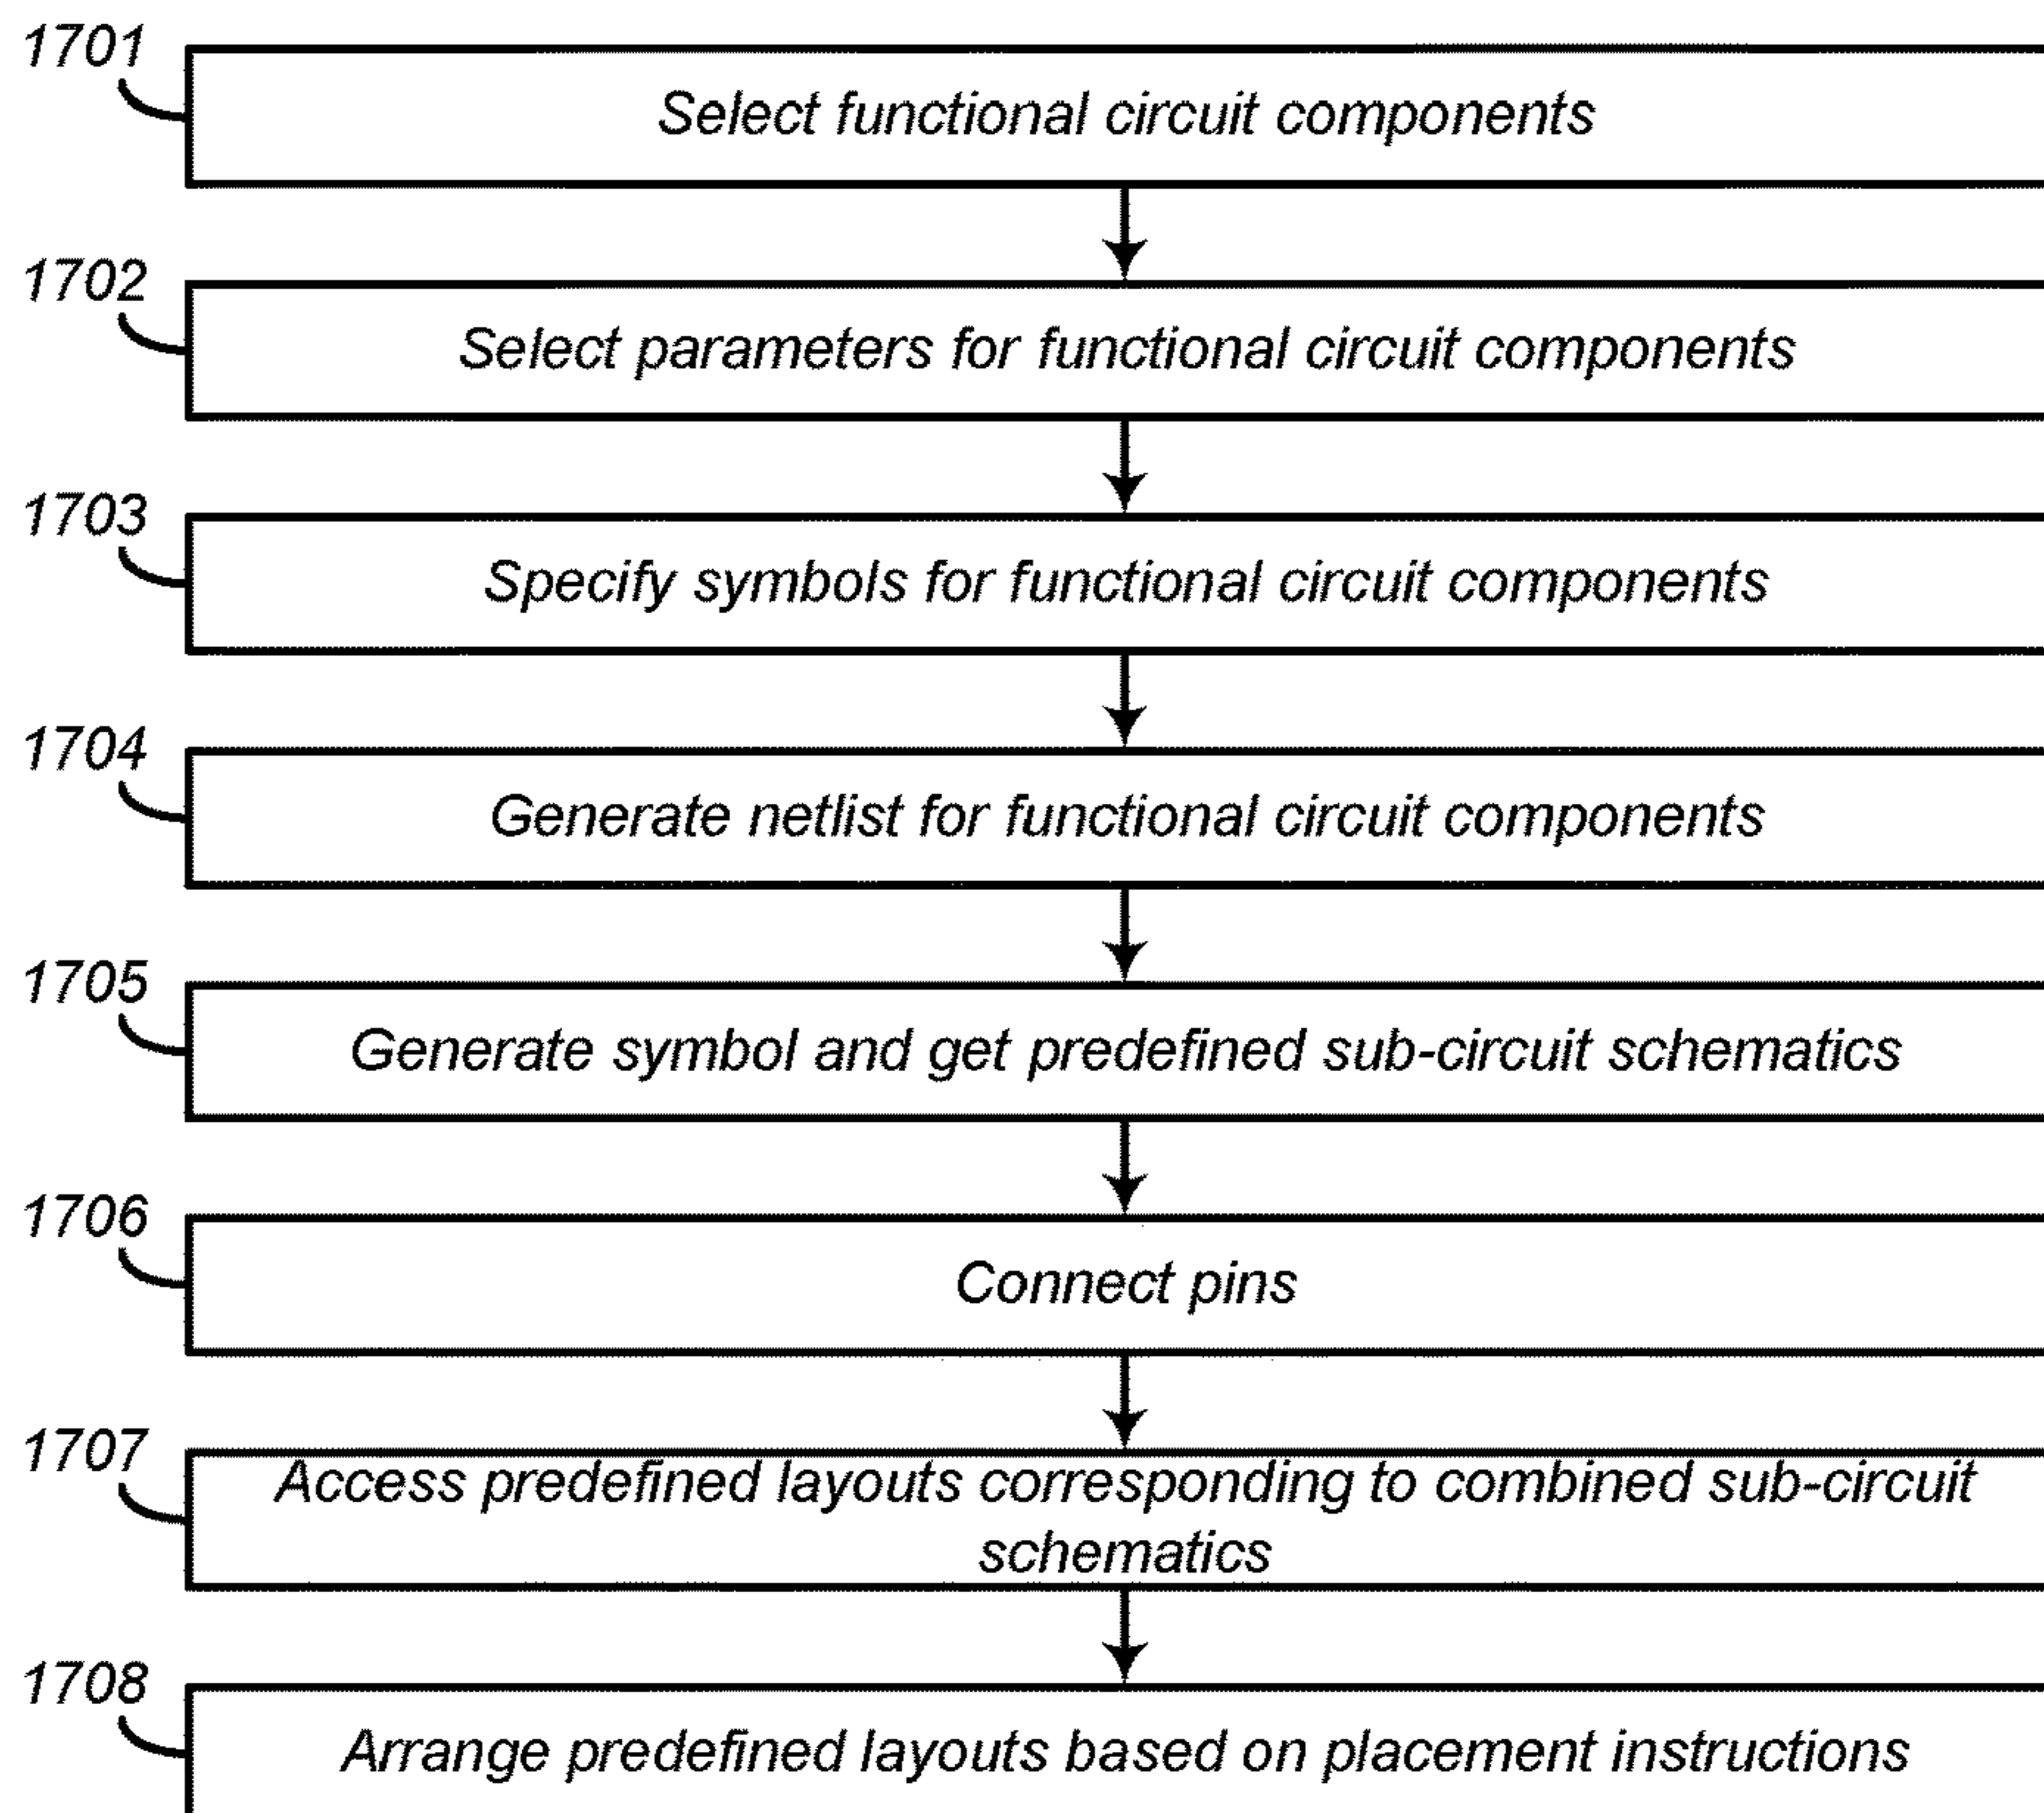 1701
Select functional circuit components
1702
Select parameters for functional circuit components
1703
Specify symbols for functional circuit components
1704
Generate netlist for functional circuit components
1705
Generate symbol and get predefined sub-circuit schematics
1706
Connect pins
1707
Access predefined layouts corresponding to combined sub-circuit
schematics
1708
Arrange predefined layouts based on placement instructions